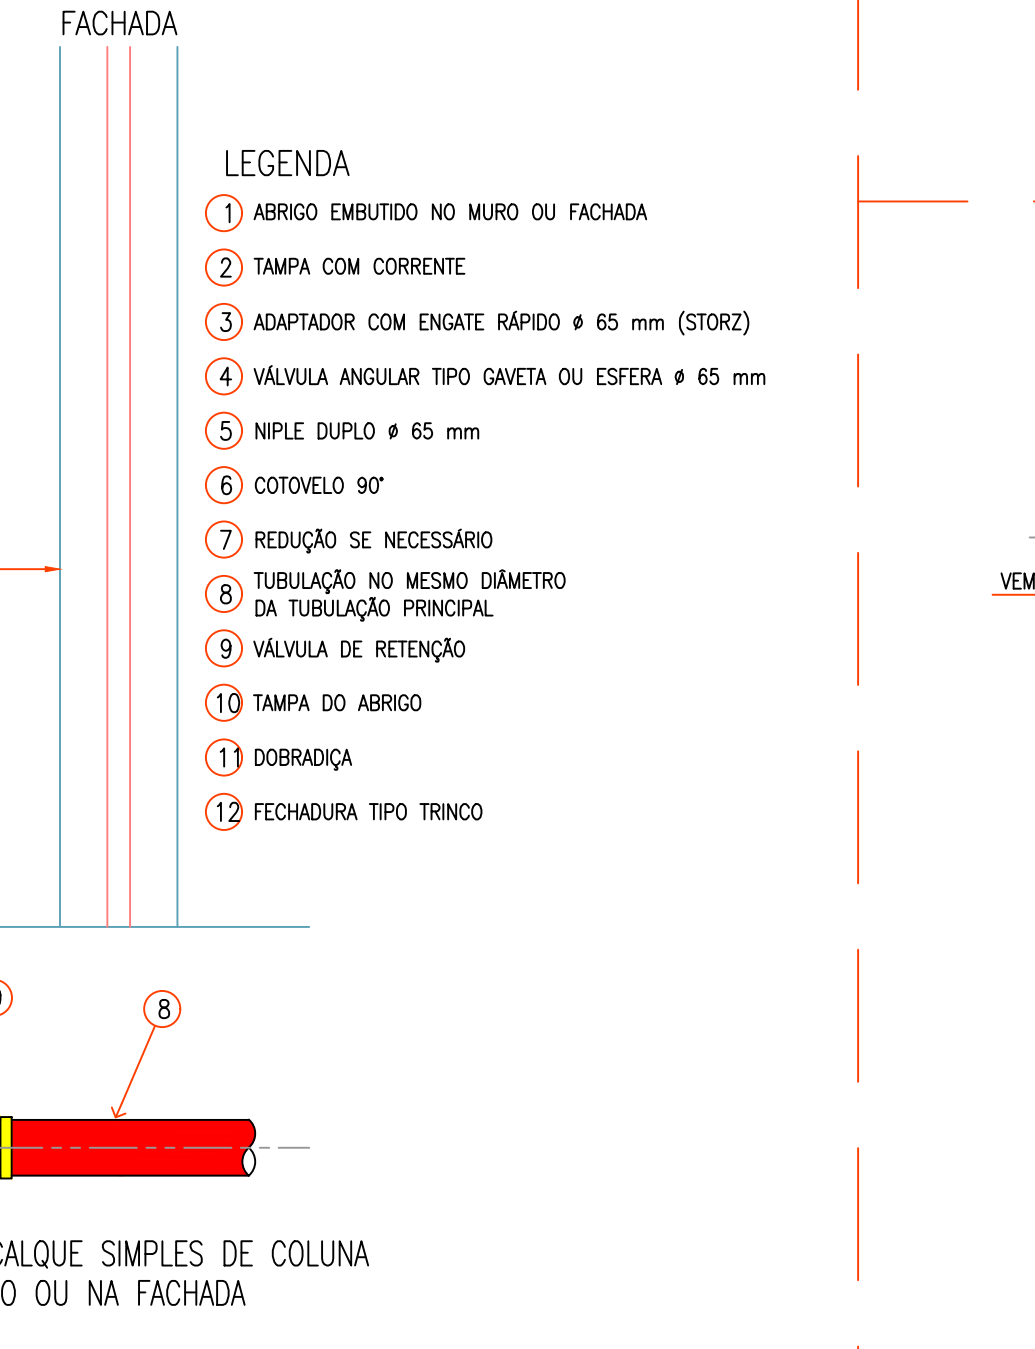 FACHADA
LEGENDA
1 ABRIGO EMBUTIDO NO MURO OU FACHADA
2 TAMPA COM CORRENTE
3 ADAPTADOR COM ENGATE RÁPIDO ø 65 mm (STORZ)
4 VÁLVULA ANGULAR TIPO GAVETA OU ESFERA ø 65 mm
5 NIPLE DUPLO ø 65 mm
6 COTOVELO 90°
7 REDUÇÃO SE NECESSÁRIO
8 TUBULAÇÃO NO MESMO DIÂMETRO
DA TUBULAÇÃO PRINCIPAL
9 VÁLVULA DE RETENÇÃO
10 TAMPA DO ABRIGO
11 DOBRADIÇA
12 FECHADURA TIPO TRINCO
VEM
8
CALQUE SIMPLES DE COLUNA
O OU NA FACHADA